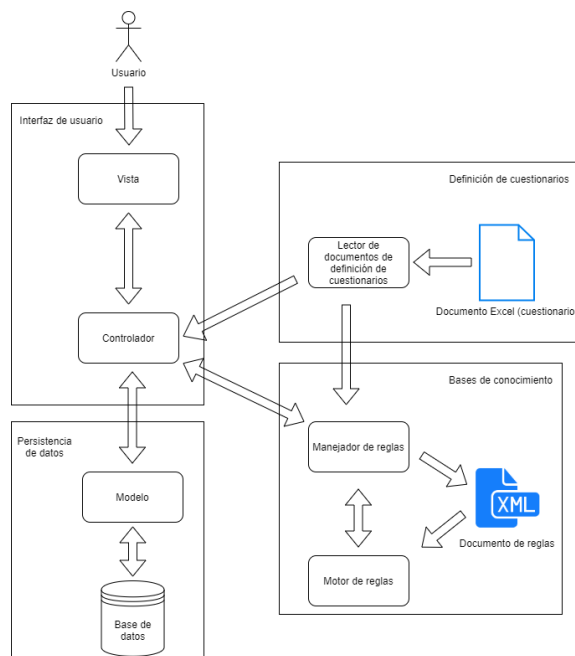 Usuario
Interfaz de usuario
Vista
Definición de cuestionarios
Lector de
documentos de
definición de
cuestionarios
Documento Excel (cuestionario
Controlador
Bases de conocimiento
Persistencia
de datos
Manejador de reglas
Modelo
XML
Documento de reglas
Motor de reglas
Base de
datos